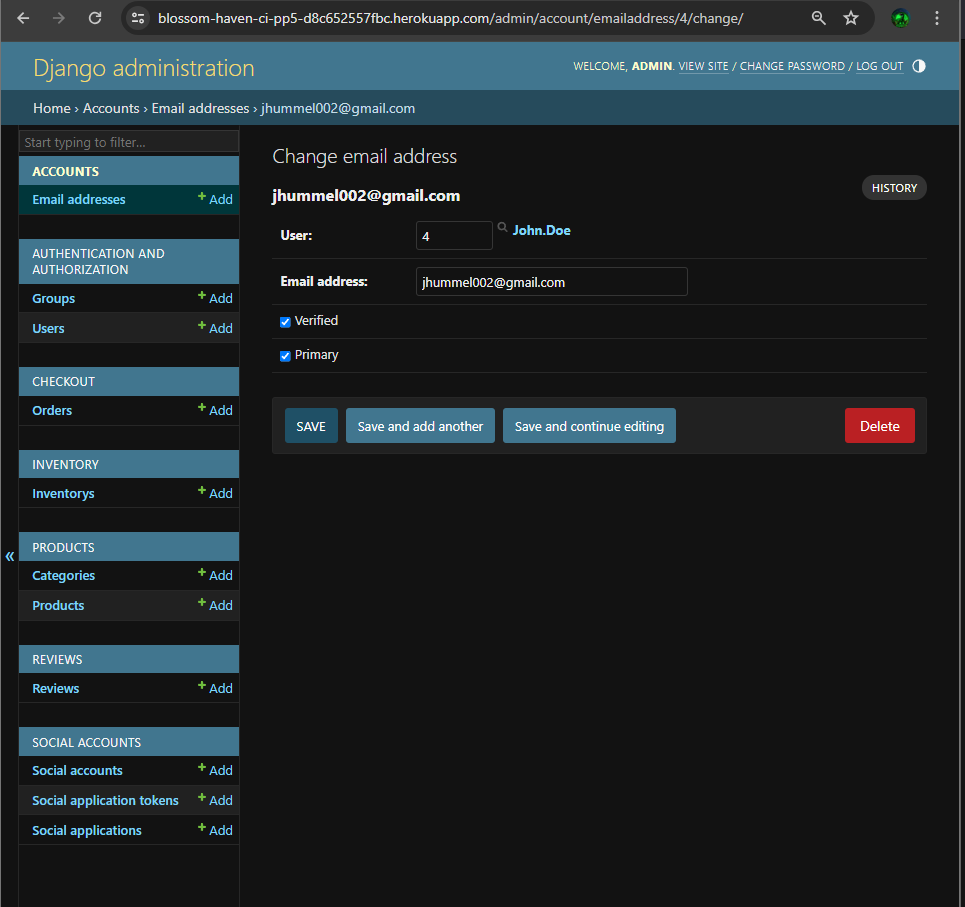 blossom-haven-ci-pp5-d8c652557fbc.herokuapp.com/admin/account/emailaddress/4/change/
Django administration
WELCOME, ADMIN. VIEW SITE / CHANGE PASSWORD / LOG OUT
Home › Accounts › Email addresses › jhummel002@gmail.com
Start typing to filter...
ACCOUNTS
Email addresses + Add
AUTHENTICATION AND
AUTHORIZATION
Groups + Add
Users + Add
CHECKOUT
Orders + Add
INVENTORY
Inventorys + Add
PRODUCTS
Categories + Add
Products + Add
REVIEWS
Reviews + Add
SOCIAL ACCOUNTS
Social accounts + Add
Social application tokens + Add
Social applications + Add
«
Change email address
jhummel002@gmail.com
HISTORY
User: 4 John.Doe
Email address: jhummel002@gmail.com
Verified
Primary
SAVE Save and add another Save and continue editing Delete